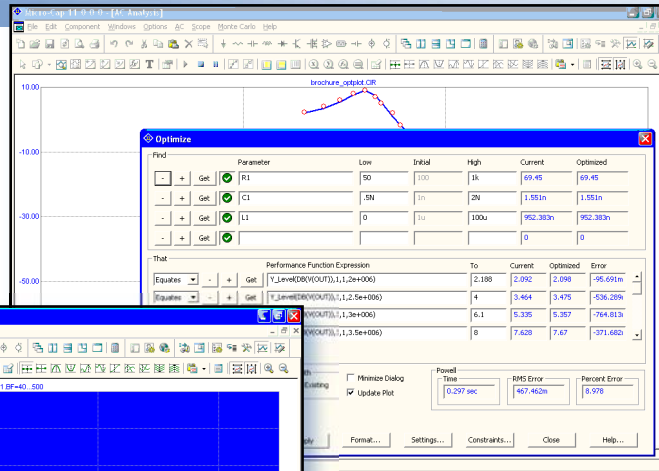 Micro-Cap 11.0.0.0 - [AC Analysis]
File Edit Component Windows Options AC Scope Monte Carlo Help
brochure_optplot.CIR
10.00
-10.00
-30.00
-50.00
Optimize
Find
Parameter Low Initial High Current Optimized
- + Get R1 50 100 1k 69.45 69.45
- + Get C1 .5N 1n 2N 1.551n 1.551n
- + Get L1 0 1u 100u 952.383n 952.383n
- + Get 0 0
That
Performance Function Expression To Current Optimized Error
Equates - + Get Y_Level(DB(V(OUT)),1,1,2e+006) 2.188 2.092 2.098 -95.691m
Equates - + Get Y_Level(DB(V(OUT)),1,1,2.5e+006) 4 3.464 3.475 -536.289
(V(OUT)),1,1,3e+006) 6.1 5.335 5.357 -764.813
(V(OUT)),1,1,3.5e+006) 8 7.628 7.67 -371.682
1.BF=40...500
Existing
Minimize Dialog
Update Plot
Powell
Time RMS Error Percent Error
0.297 sec 467.462m 8.978
ply Format... Settings... Constraints... Close Help...